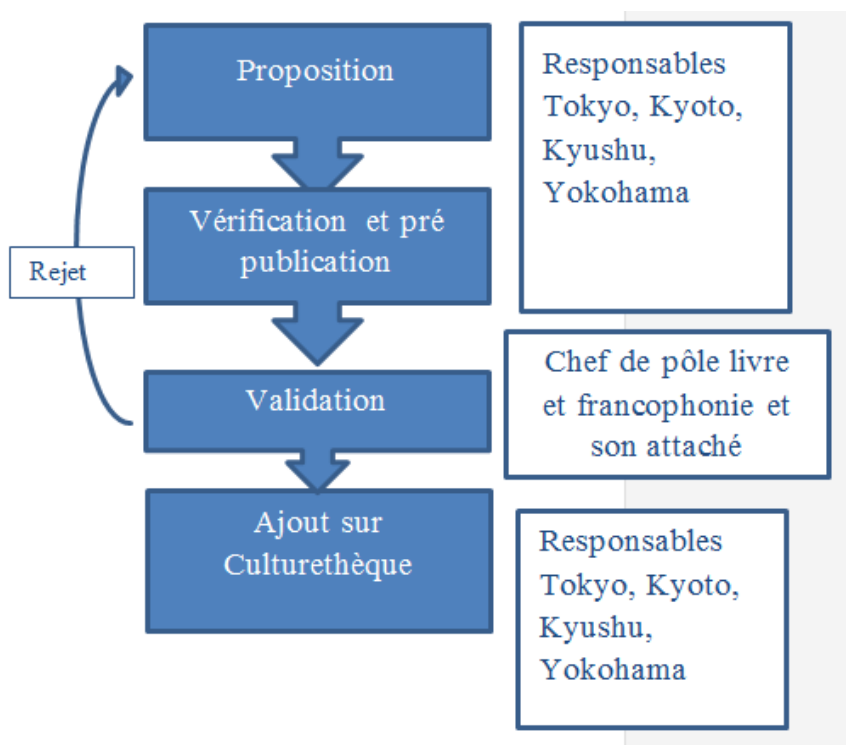 Proposition
Responsables
Tokyo, Kyoto,
Kyushu,
Yokohama
Vérification et pré
publication
Rejet
Validation
Chef de pôle livre
et francophonie et
son attaché
Ajout sur
Culturethèque
Responsables
Tokyo, Kyoto,
Kyushu,
Yokohama